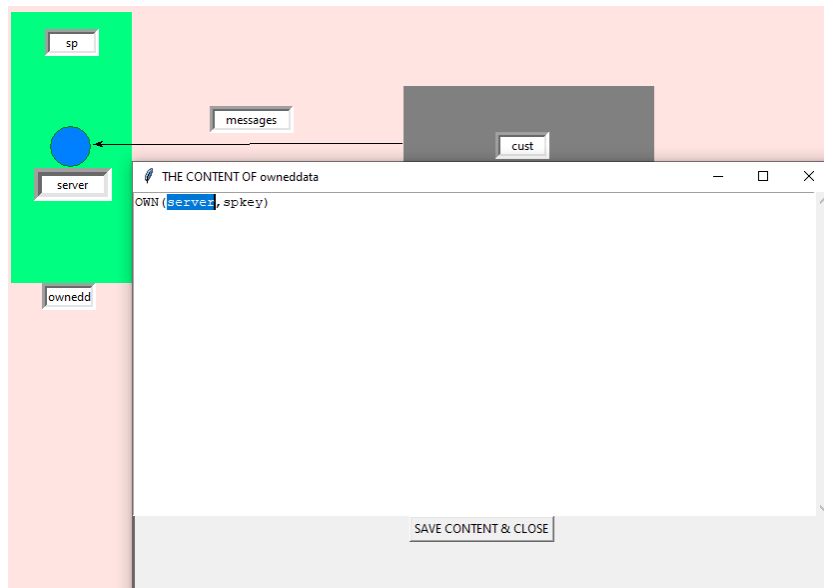 sp
messages
cust
server
THE CONTENT OF owneddata
OWN(server,spkey)
ownedd
SAVE CONTENT & CLOSE